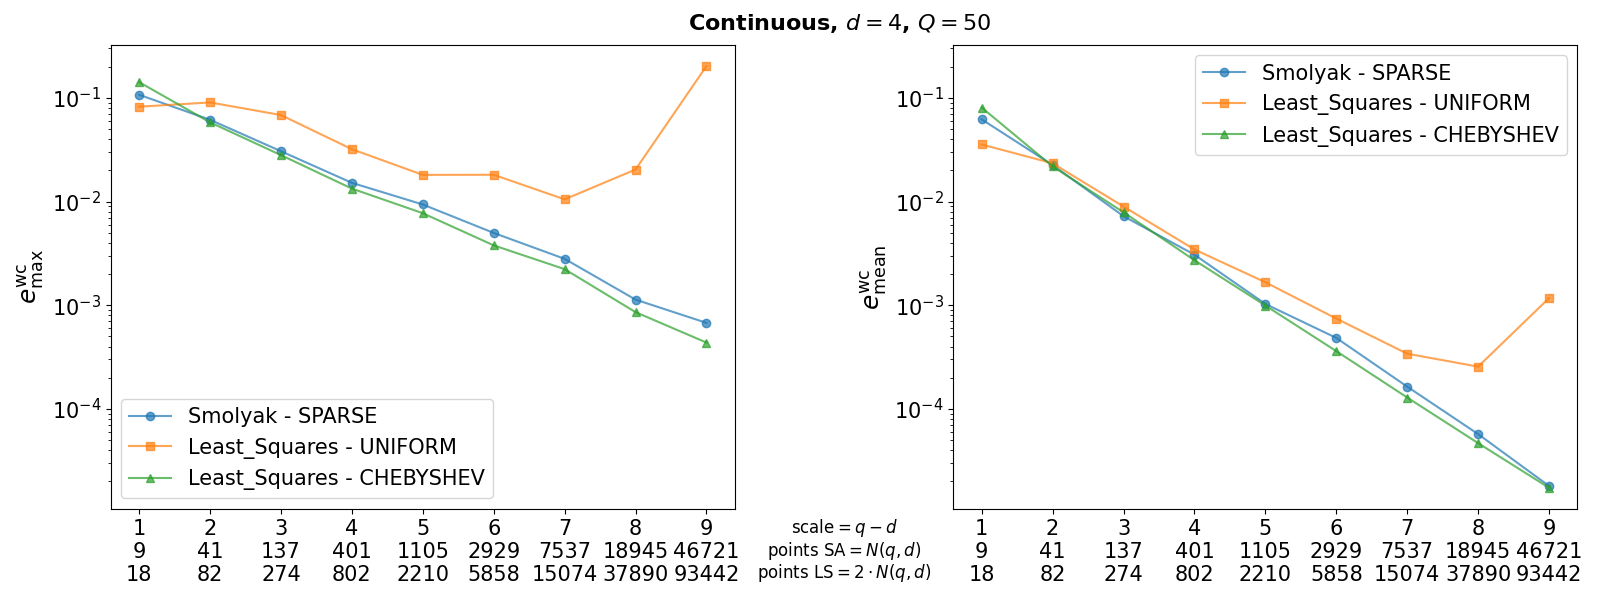 Continuous, d = 4, Q = 50
10⁻¹
10⁻²
10⁻³
10⁻⁴
e^wc_max
Smolyak - SPARSE
Least_Squares - UNIFORM
Least_Squares - CHEBYSHEV
1 2 3 4 5 6 7 8 9
9 41 137 401 1105 2929 7537 18945 46721
18 82 274 802 2210 5858 15074 37890 93442
scale = q − d
points SA = N(q, d)
points LS = 2 · N(q, d)
10⁻¹
10⁻²
10⁻³
10⁻⁴
e^wc_mean
Smolyak - SPARSE
Least_Squares - UNIFORM
Least_Squares - CHEBYSHEV
1 2 3 4 5 6 7 8 9
9 41 137 401 1105 2929 7537 18945 46721
18 82 274 802 2210 5858 15074 37890 93442